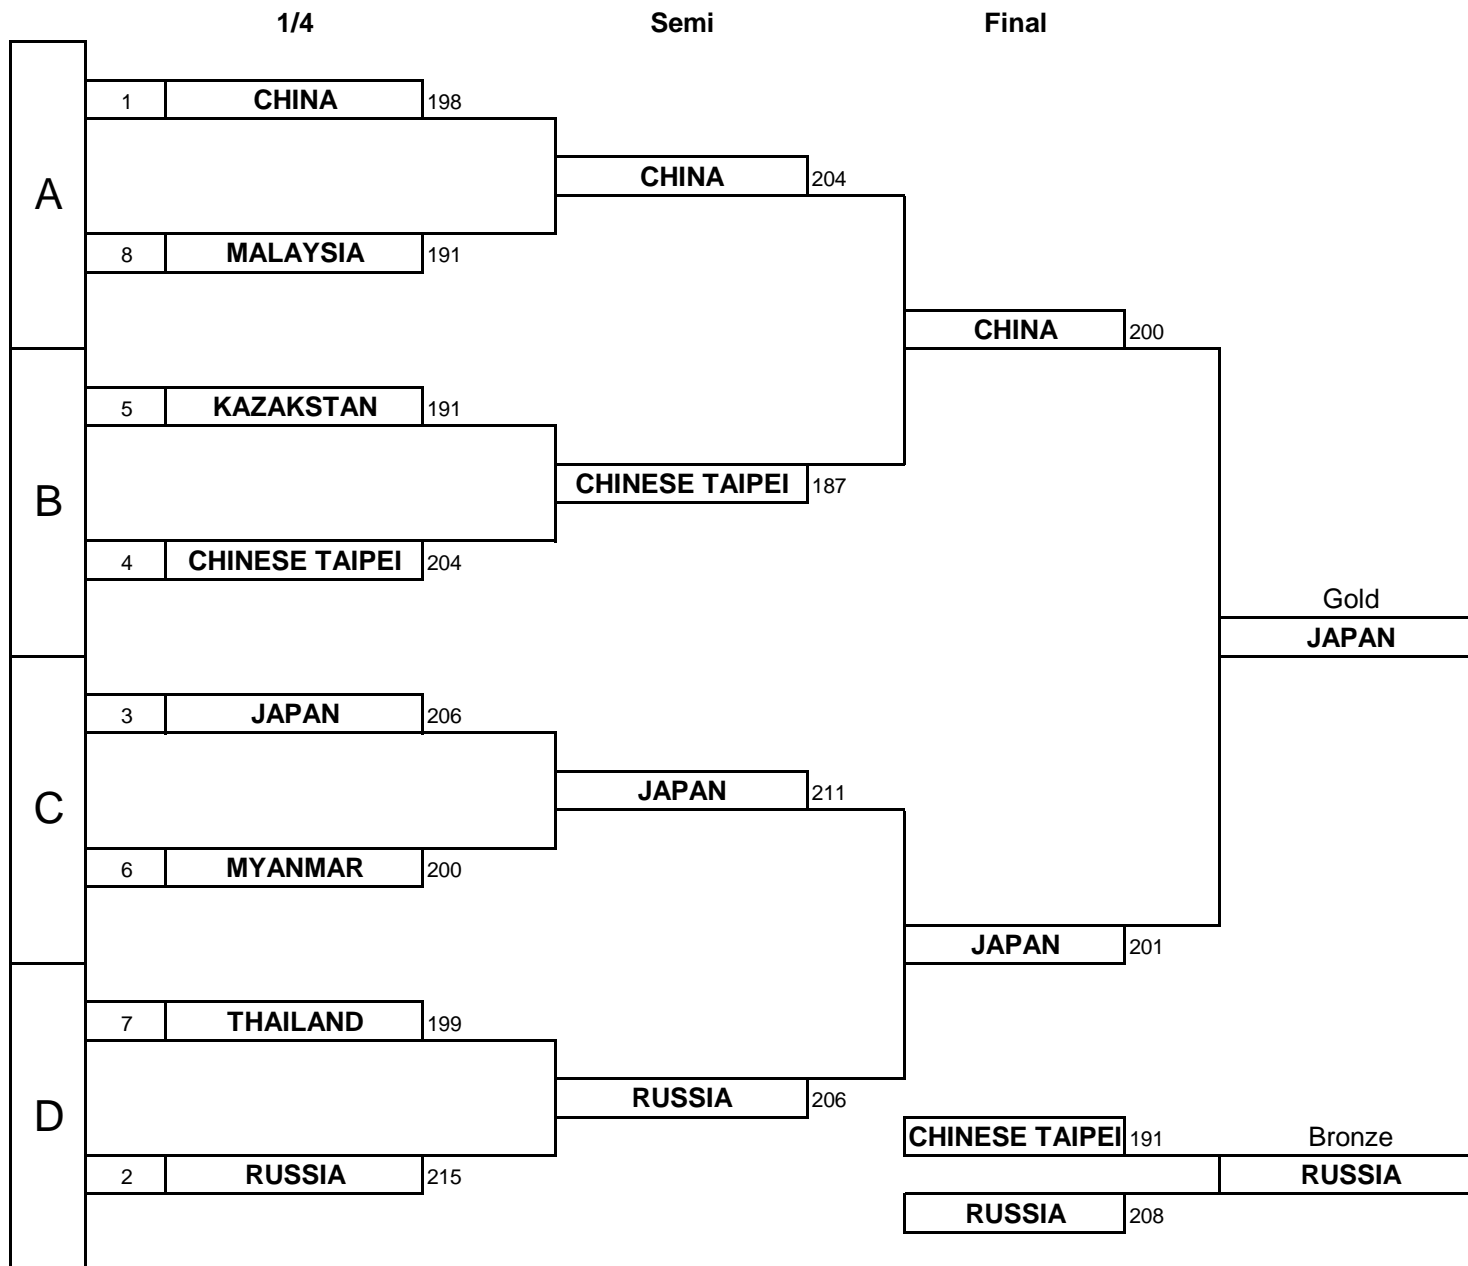 1/4 Semi Final
1 CHINA 198
CHINA 204
A
8 MALAYSIA 191
CHINA 200
5 KAZAKSTAN 191
CHINESE TAIPEI 187
B
4 CHINESE TAIPEI 204
Gold
JAPAN
3 JAPAN 206
JAPAN 211
C
6 MYANMAR 200
JAPAN 201
7 THAILAND 199
RUSSIA 206
D
CHINESE TAIPEI 191 Bronze
2 RUSSIA 215 RUSSIA
RUSSIA 208